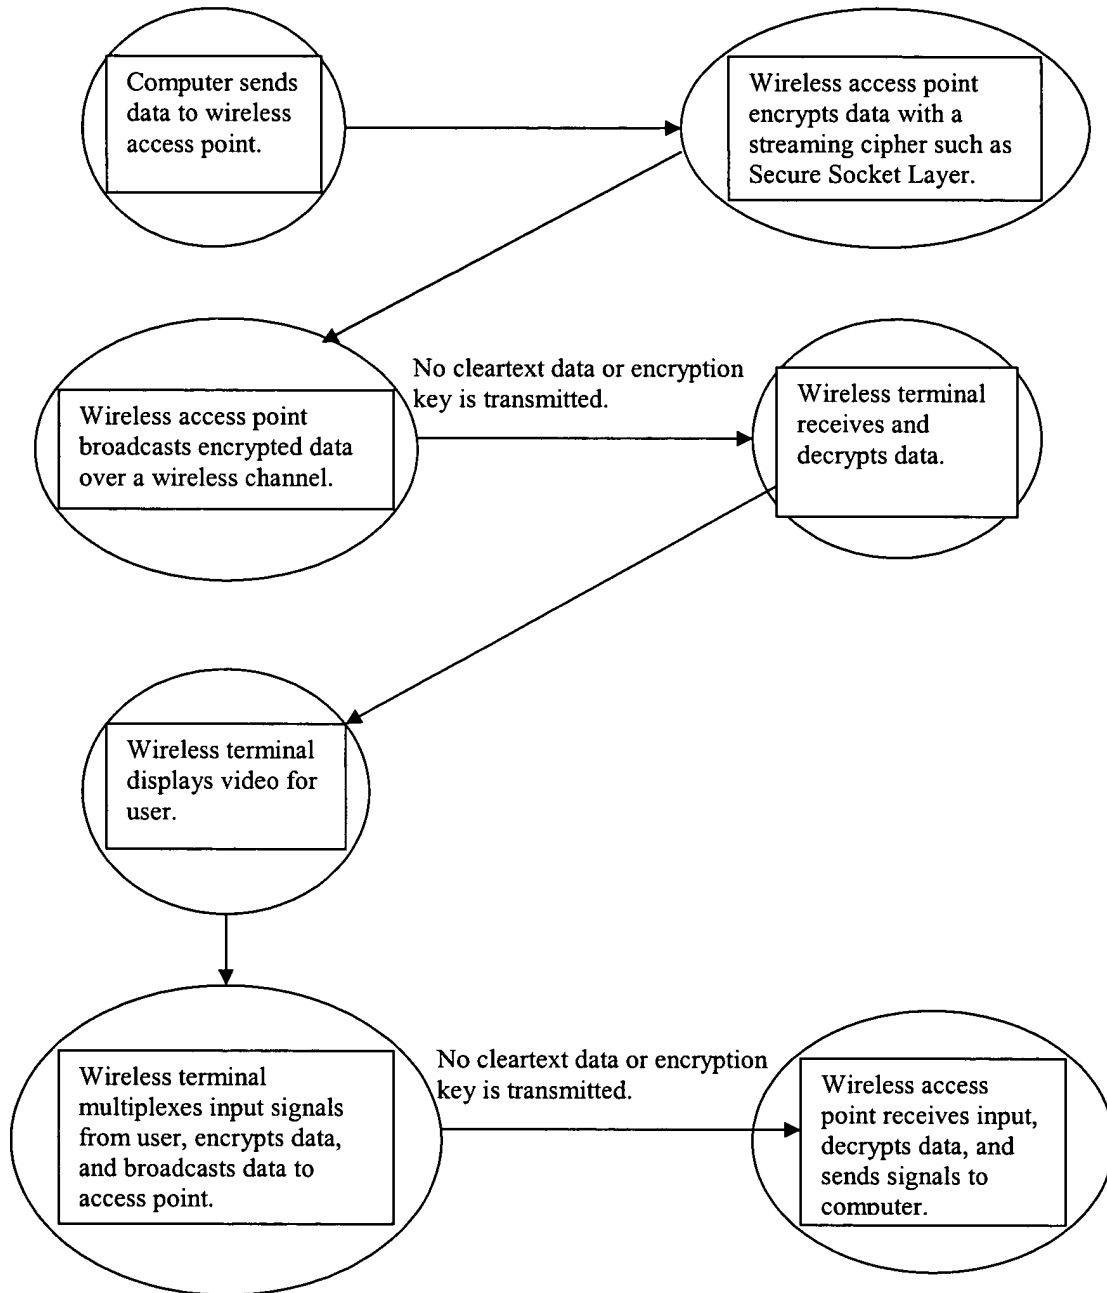 Computer sends
data to wireless
access point.
Wireless access point
encrypts data with a
streaming cipher such as
Secure Socket Layer.
Wireless access point
broadcasts encrypted data
over a wireless channel.
No cleartext data or encryption
key is transmitted.
Wireless terminal
receives and
decrypts data.
Wireless terminal
displays video for
user.
Wireless terminal
multiplexes input signals
from user, encrypts data,
and broadcasts data to
access point.
No cleartext data or encryption
key is transmitted.
Wireless access
point receives input,
decrypts data, and
sends signals to
computer.